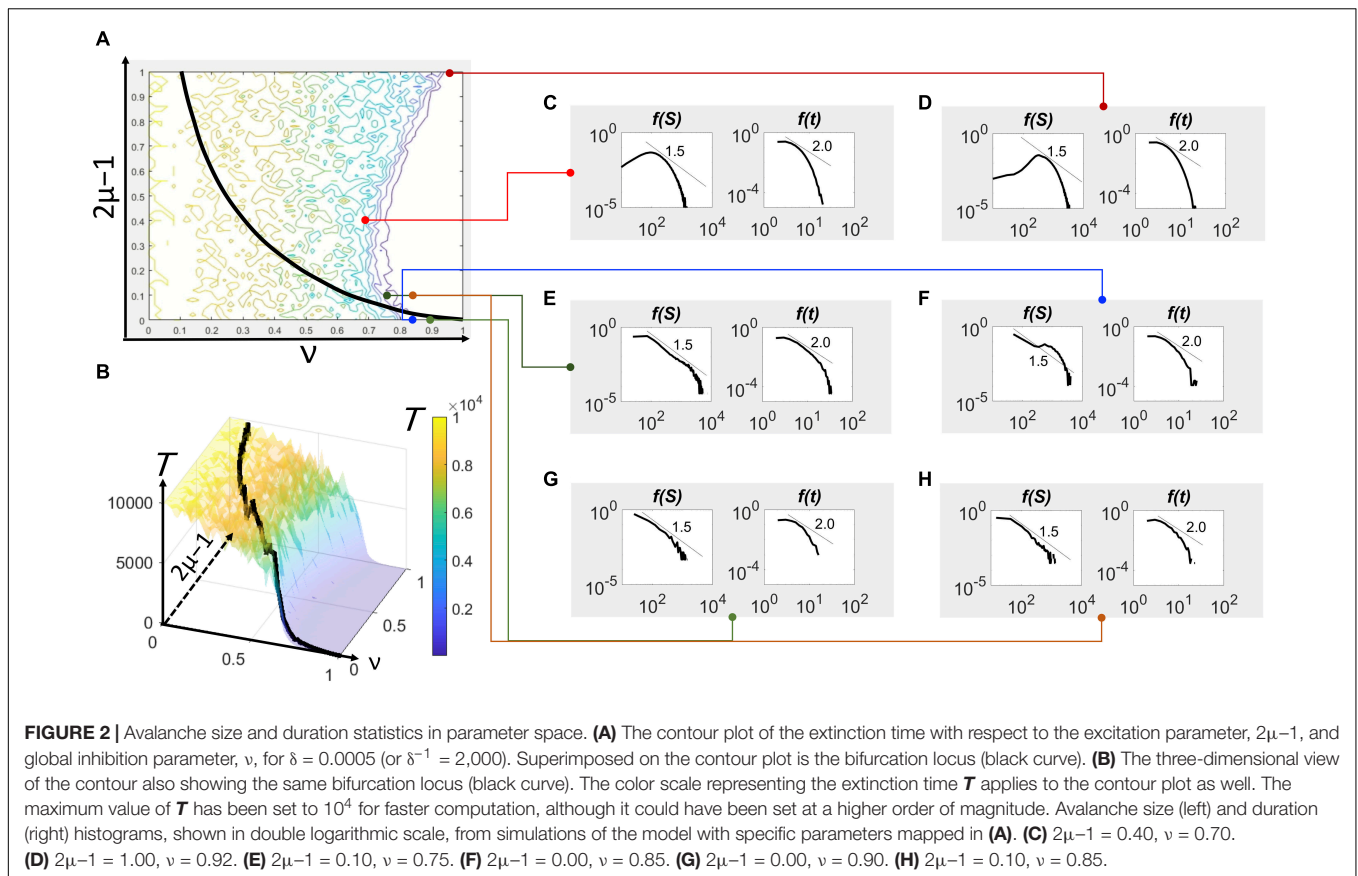 A
2μ−1
1
0.9
0.8
0.7
0.6
0.5
0.4
0.3
0.2
0.1
0
0 0.1 0.2 0.3 0.4 0.5 0.6 0.7 0.8 0.9 1
ν
B
T
10000
5000
0
2μ−1
0 0.5 1 ν
0 0.5 1
T
×10⁴
1
0.8
0.6
0.4
0.2
C
f(S) f(t)
10⁰ 1.5 10⁰ 2.0
10⁻⁴
10⁻⁵
10² 10⁴ 10⁰ 10¹ 10²
D
f(S) f(t)
10⁰ 1.5 10⁰ 2.0
10⁻⁴
10⁻⁵
10² 10⁴ 10⁰ 10¹ 10²
E
f(S) f(t)
10⁰ 1.5 10⁰ 2.0
10⁻⁴
10⁻⁵
10² 10⁴ 10⁰ 10¹ 10²
F
f(S) f(t)
10⁰ 1.5 10⁰ 2.0
10⁻⁴
10⁻⁵
10² 10⁴ 10⁰ 10¹ 10²
G
f(S) f(t)
10⁰ 1.5 10⁰ 2.0
10⁻⁴
10⁻⁵
10² 10⁴ 10⁰ 10¹ 10²
H
f(S) f(t)
10⁰ 1.5 10⁰ 2.0
10⁻⁴
10⁻⁵
10² 10⁴ 10⁰ 10¹ 10²
FIGURE 2 | Avalanche size and duration statistics in parameter space. (A) The contour plot of the extinction time with respect to the excitation parameter, 2μ−1, and
global inhibition parameter, ν, for δ = 0.0005 (or δ⁻¹ = 2,000). Superimposed on the contour plot is the bifurcation locus (black curve). (B) The three-dimensional view
of the contour also showing the same bifurcation locus (black curve). The color scale representing the extinction time T applies to the contour plot as well. The
maximum value of T has been set to 10⁴ for faster computation, although it could have been set at a higher order of magnitude. Avalanche size (left) and duration
(right) histograms, shown in double logarithmic scale, from simulations of the model with specific parameters mapped in (A). (C) 2μ−1 = 0.40, ν = 0.70.
(D) 2μ−1 = 1.00, ν = 0.92. (E) 2μ−1 = 0.10, ν = 0.75. (F) 2μ−1 = 0.00, ν = 0.85. (G) 2μ−1 = 0.00, ν = 0.90. (H) 2μ−1 = 0.10, ν = 0.85.